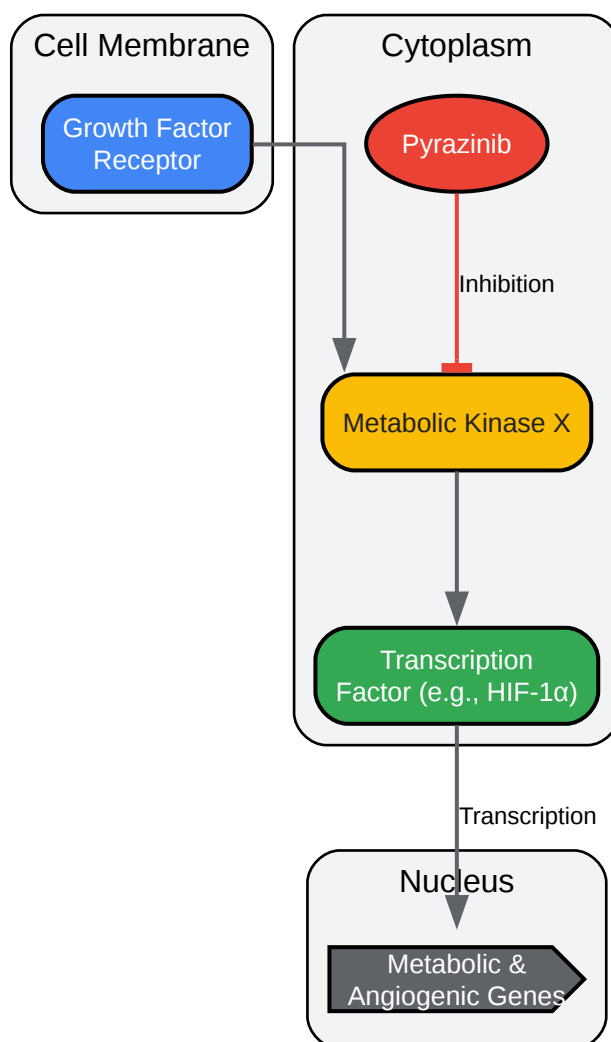 Cell Membrane
Growth Factor
Receptor
Cytoplasm
Pyrazinib
Inhibition
Metabolic Kinase X
Transcription
Factor (e.g., HIF-1α)
Transcription
Nucleus
Metabolic &
Angiogenic Genes